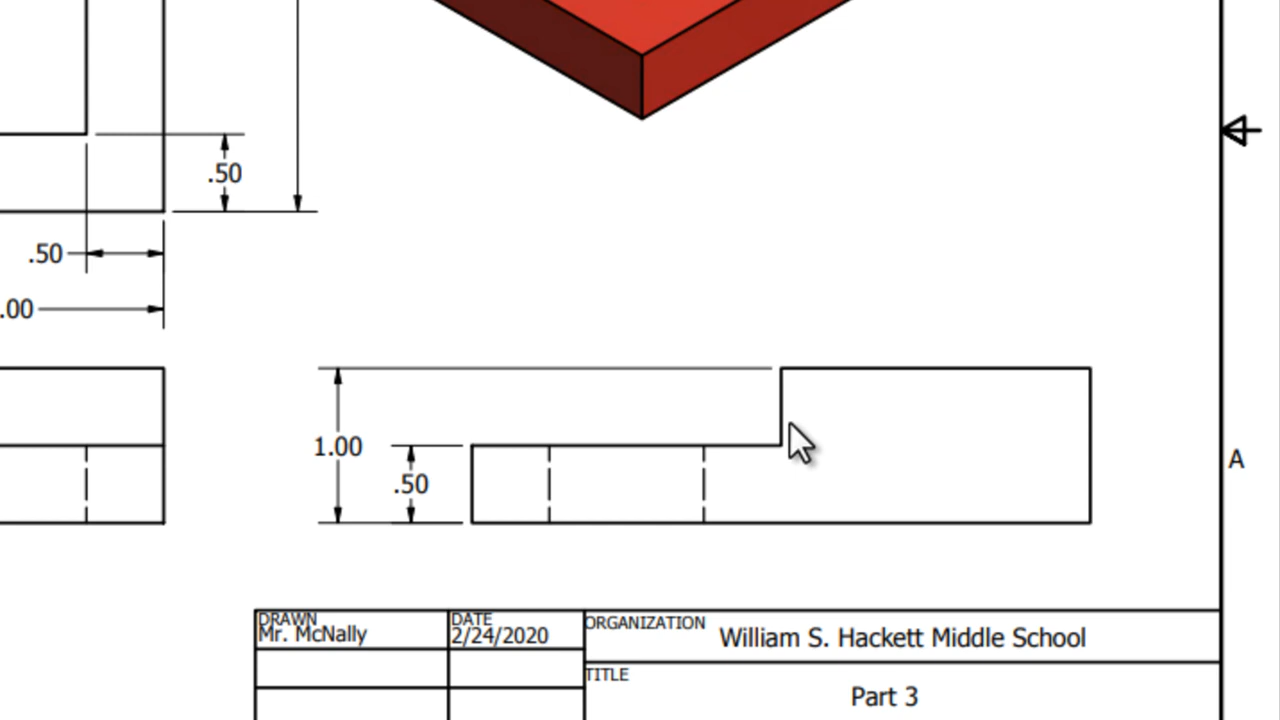 .50
.50
.00
1.00
.50
A
DRAWN
Mr. McNally
DATE
2/24/2020
ORGANIZATION
William S. Hackett Middle School
TITLE
Part 3